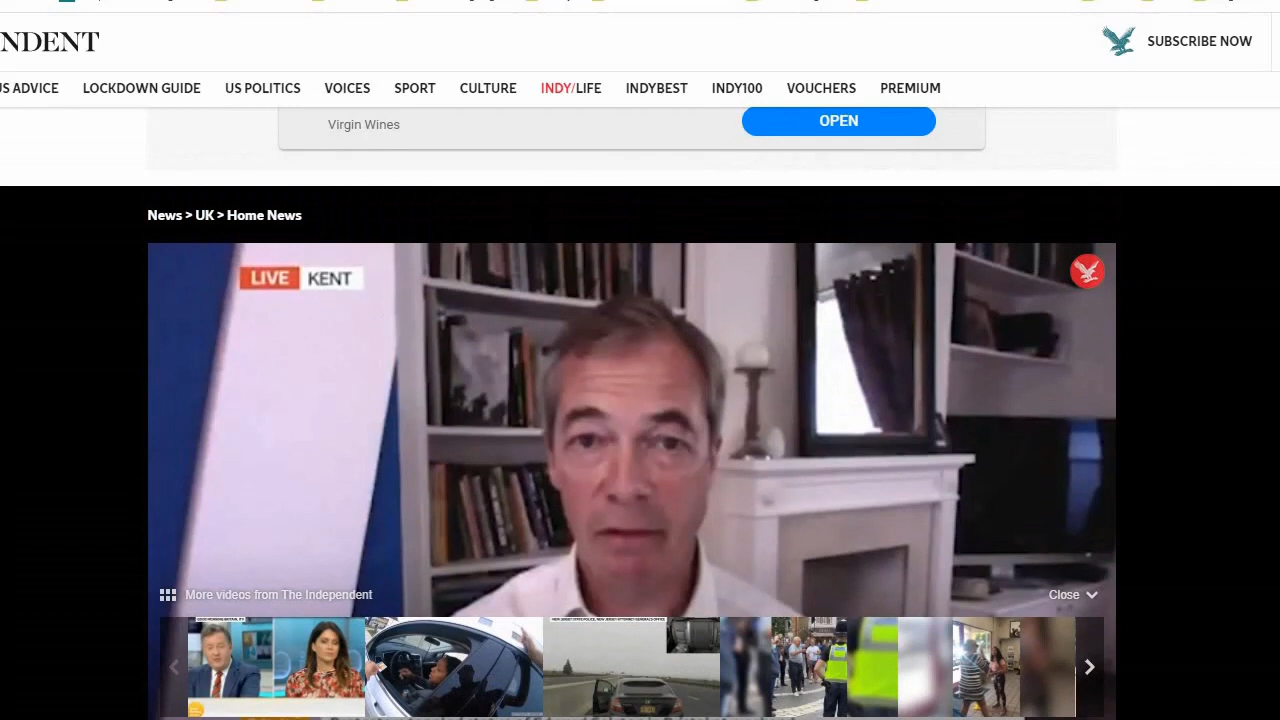 NDENT
SUBSCRIBE NOW
US ADVICE LOCKDOWN GUIDE US POLITICS VOICES SPORT CULTURE INDY/LIFE INDYBEST INDY100 VOUCHERS PREMIUM
Virgin Wines
OPEN
News > UK > Home News
LIVE KENT
More videos from The Independent
Close